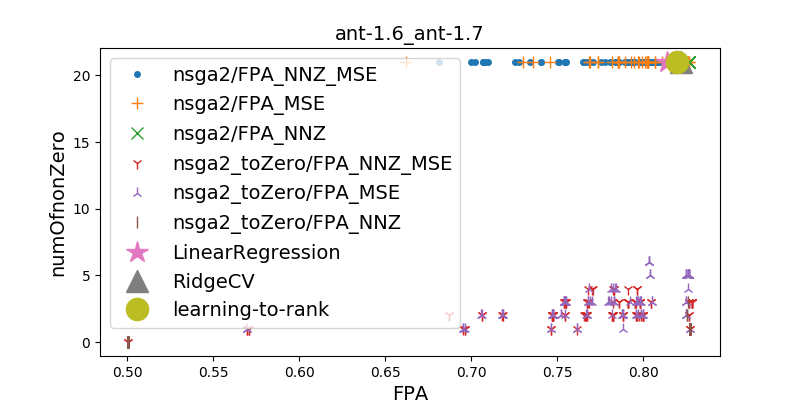 ant-1.6_ant-1.7
numOfnonZero
20
15
10
5
0
nsga2/FPA_NNZ_MSE
nsga2/FPA_MSE
nsga2/FPA_NNZ
nsga2_toZero/FPA_NNZ_MSE
nsga2_toZero/FPA_MSE
nsga2_toZero/FPA_NNZ
LinearRegression
RidgeCV
learning-to-rank
0.50 0.55 0.60 0.65 0.70 0.75 0.80
FPA